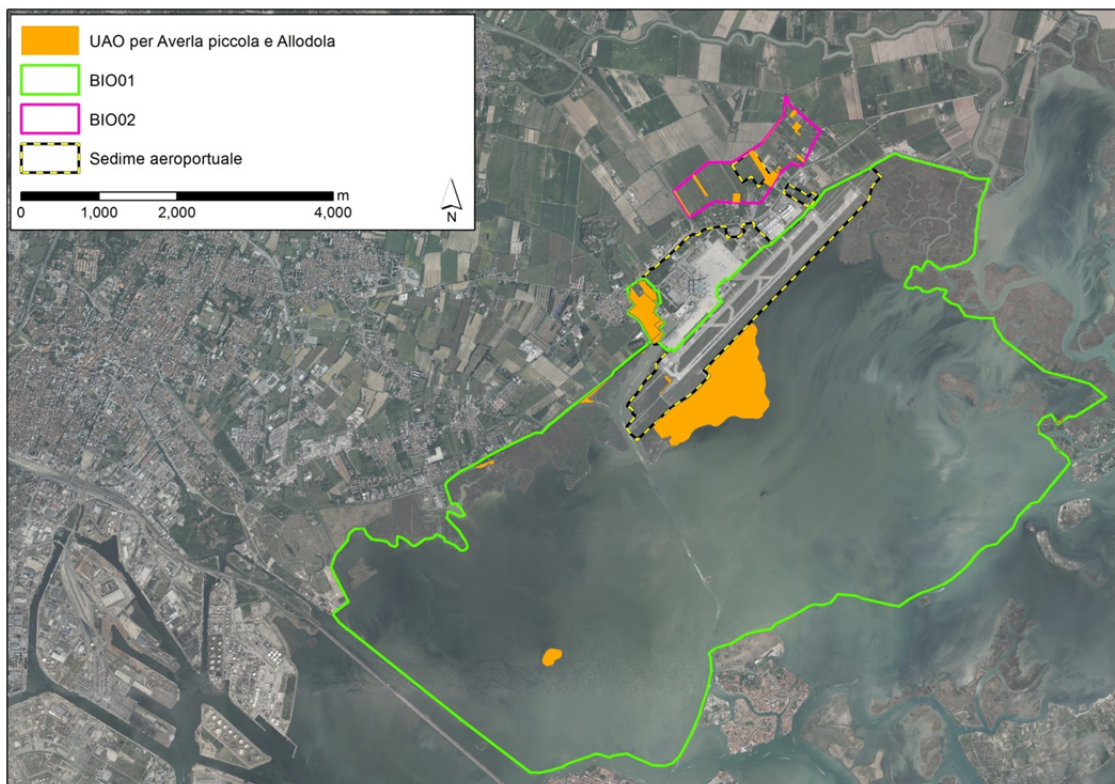 UAO per Averla piccola e Allodola
BIO01
BIO02
Sedime aeroportuale
m
0 1,000 2,000 4,000
N